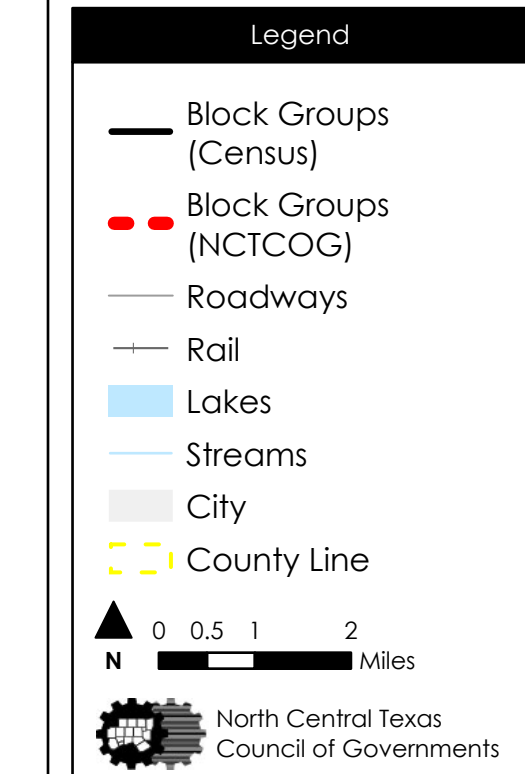 Legend
Block Groups
(Census)
Block Groups
(NCTCOG)
Roadways
Rail
Lakes
Streams
City
County Line
0 0.5 1 2
N Miles
North Central Texas
Council of Governments